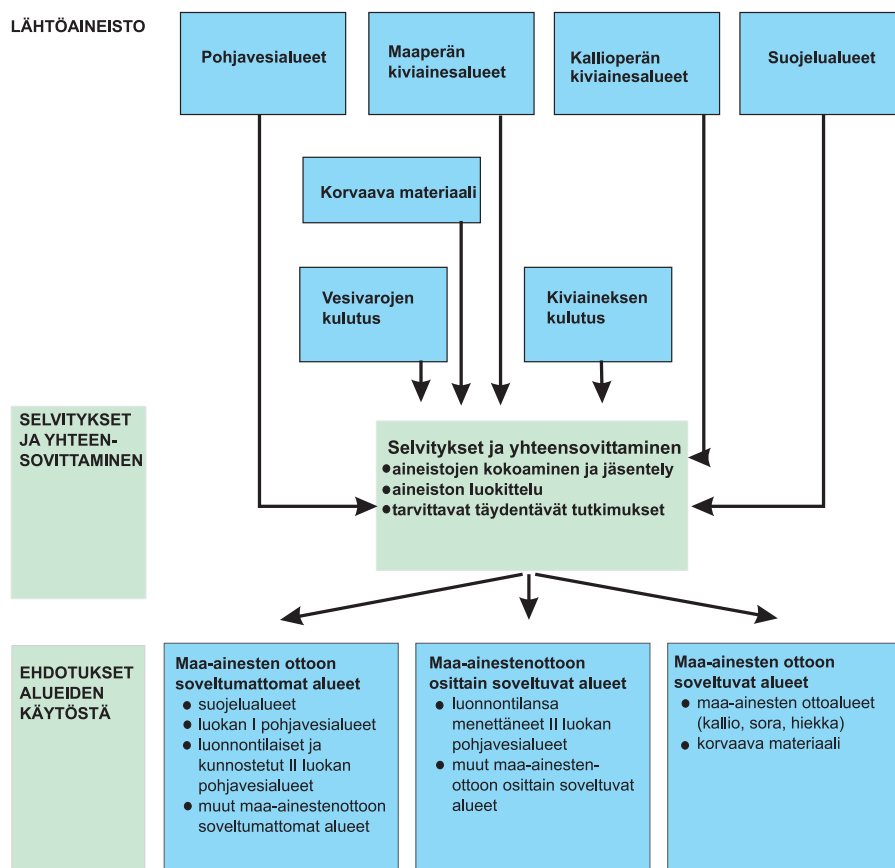 LÄHTÖAINEISTO
Pohjavesialueet
Maaperän
kiviainesalueet
Kallioperän
kiviainesalueet
Suojelualueet
Korvaava materiaali
Vesivarojen
kulutus
Kiviaineksen
kulutus
SELVITYKSET
JA YHTEEN-
SOVITTAMINEN
Selvitykset ja yhteensovittaminen
●aineistojen kokoaminen ja jäsentely
●aineiston luokittelu
●tarvittavat täydentävät tutkimukset
EHDOTUKSET
ALUEIDEN
KÄYTÖSTÄ
Maa-ainesten ottoon
soveltumattomat alueet
● suojelualueet
● luokan I pohjavesialueet
● luonnontilaiset ja
kunnostetut II luokan
pohjavesialueet
● muut maa-ainestenottoon
soveltumattomat alueet
Maa-ainestenottoon
osittain soveltuvat alueet
● luonnontilansa
menettäneet II luokan
pohjavesialueet
● muut maa-ainesten-
ottoon osittain soveltuvat
alueet
Maa-ainesten ottoon
soveltuvat alueet
● maa-ainesten ottoalueet
(kallio, sora, hiekka)
● korvaava materiaali